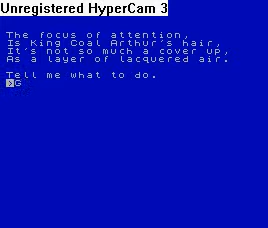 Unregistered HyperCam 3
The focus of attention,
Is King Coal Arthur's hair,
It's not so much a cover up,
As a layer of lacquered air.
Tell me what to do.
>G